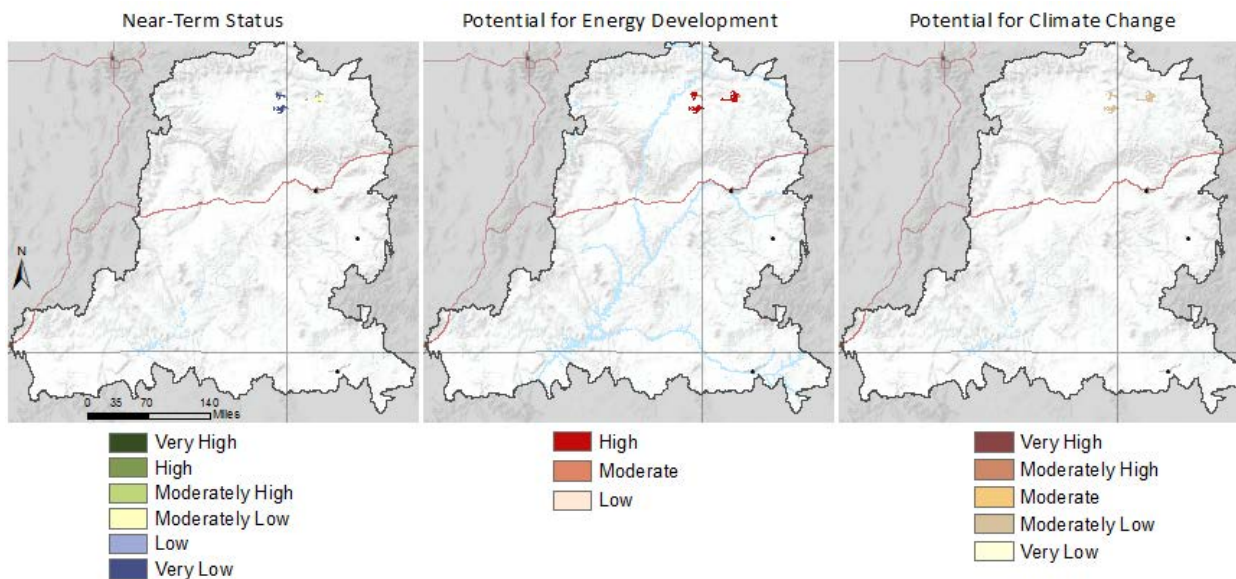 Near-Term Status
Potential for Energy Development
Potential for Climate Change
N
0 35 70 140
Miles
Very High
High
Moderately High
Moderately Low
Low
Very Low
High
Moderate
Low
Very High
Moderately High
Moderate
Moderately Low
Very Low